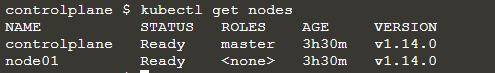 controlplane $ kubectl get nodes
NAME STATUS ROLES AGE VERSION
controlplane Ready master 3h30m v1.14.0
node01 Ready <none> 3h30m v1.14.0